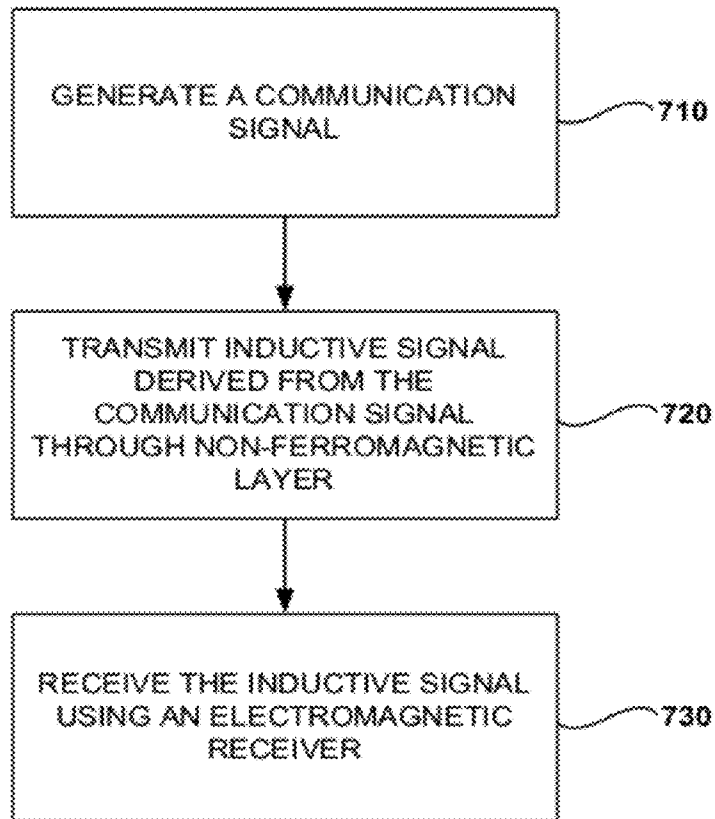 GENERATE A COMMUNICATION
SIGNAL
710
TRANSMIT INDUCTIVE SIGNAL
DERIVED FROM THE
COMMUNICATION SIGNAL
THROUGH NON-FERROMAGNETIC
LAYER
720
RECEIVE THE INDUCTIVE SIGNAL
USING AN ELECTROMAGNETIC
RECEIVER
730